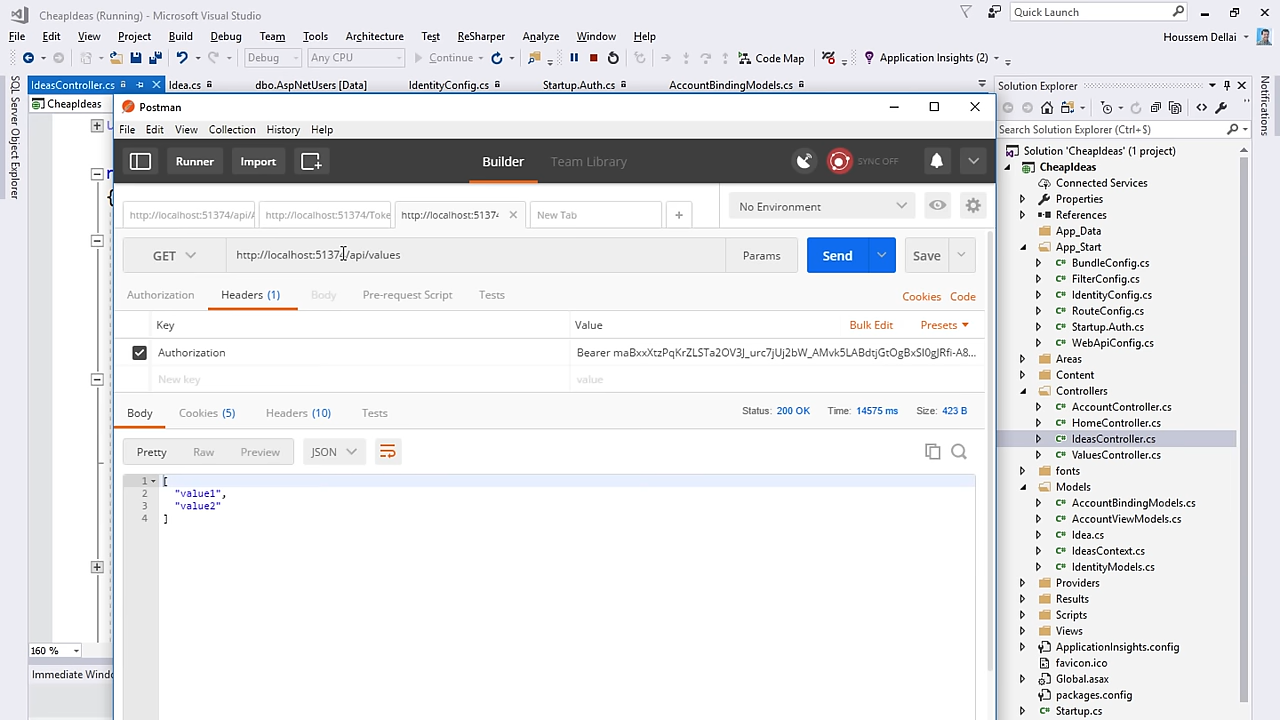 CheapIdeas (Running) - Microsoft Visual Studio
Quick Launch
File Edit View Project Build Debug Team Tools Architecture Test ReSharper Analyze Window Help
Houssem Dellai
Debug Any CPU Continue Code Map Application Insights (2)
SQL Server Object Explorer
Notifications
IdeasController.cs Idea.cs dbo.AspNetUsers [Data] IdentityConfig.cs Startup.Auth.cs AccountBindingModels.cs
CheapIdeas
160 %
Immediate Windo
Postman
File Edit View Collection History Help
Runner Import Builder Team Library SYNC OFF
http://localhost:51374/api/A http://localhost:51374/Toke http://localhost:51374 New Tab
No Environment
GET http://localhost:51374/api/values Params Send Save
Authorization Headers (1) Body Pre-request Script Tests Cookies Code
Key Value Bulk Edit Presets
Authorization Bearer maBxxXtzPqKrZLSTa2OV3J_urc7jUj2bW_AMvk5LABdtjGtOgBxSI0gJRfi-A8...
New key value
Body Cookies (5) Headers (10) Tests Status: 200 OK Time: 14575 ms Size: 423 B
Pretty Raw Preview JSON
1 [
2 "value1",
3 "value2"
4 ]
Solution Explorer
Search Solution Explorer (Ctrl+$)
Solution 'CheapIdeas' (1 project)
CheapIdeas
Connected Services
Properties
References
App_Data
App_Start
BundleConfig.cs
FilterConfig.cs
IdentityConfig.cs
RouteConfig.cs
Startup.Auth.cs
WebApiConfig.cs
Areas
Content
Controllers
AccountController.cs
HomeController.cs
IdeasController.cs
ValuesController.cs
fonts
Models
AccountBindingModels.cs
AccountViewModels.cs
Idea.cs
IdeasContext.cs
IdentityModels.cs
Providers
Results
Scripts
Views
ApplicationInsights.config
favicon.ico
Global.asax
packages.config
Startup.cs